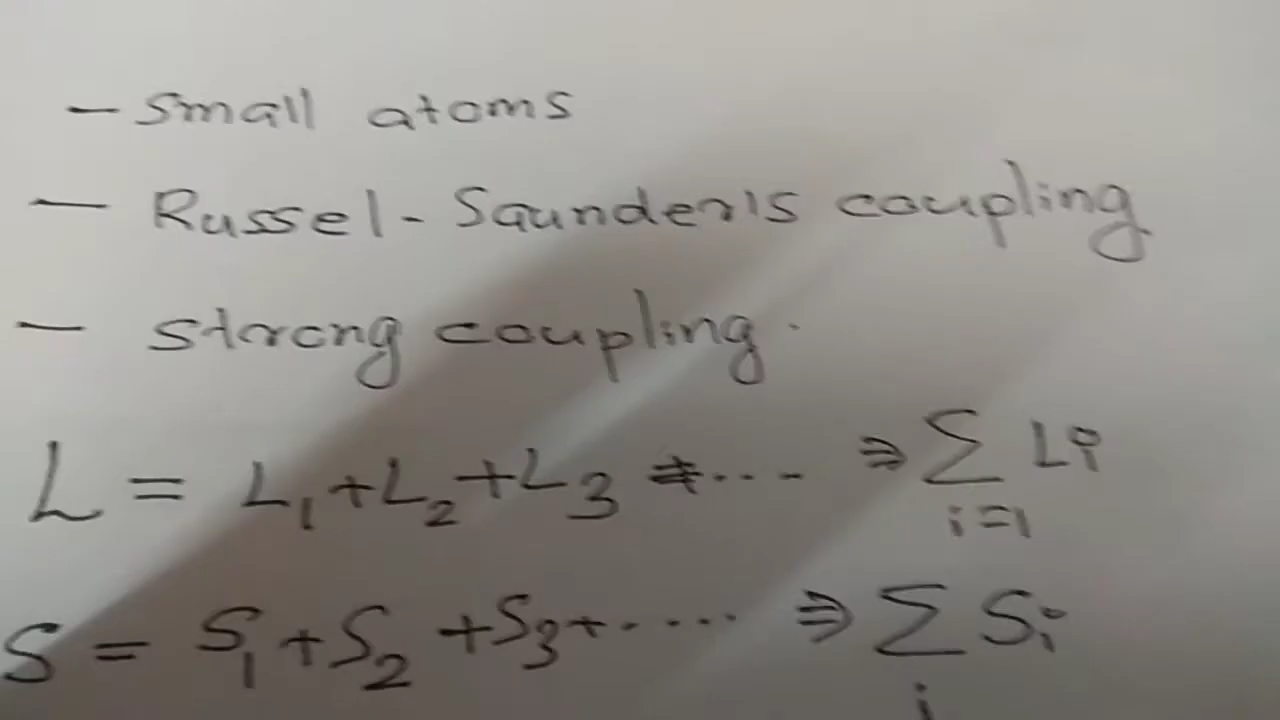 - Small atoms
- Russel-Saunders coupling
- strong coupling.
L = L₁+L₂+L₃ +.... ⇒ Σ Li
i=1
S = S₁+S₂+S₃+..... ⇒ Σ Si
i